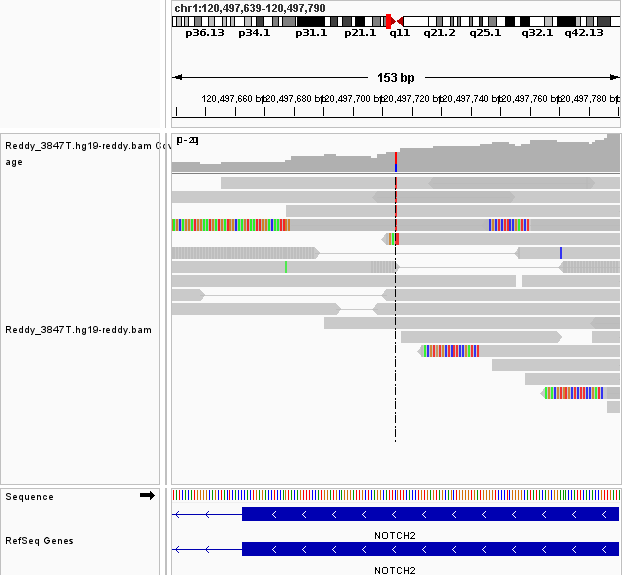 chr1:120,497,639-120,497,790
p36.13 p34.1 p31.1 p21.1 q11 q21.2 q25.1 q32.1 q42.13
153 bp
120,497,660 bp 120,497,680 bp 120,497,700 bp 120,497,720 bp 120,497,740 bp 120,497,760 bp 120,497,780 bp
[0-20]
Reddy_3847T.hg19-reddy.bam Cov
age
Reddy_3847T.hg19-reddy.bam
Sequence
NOTCH2
RefSeq Genes
NOTCH2